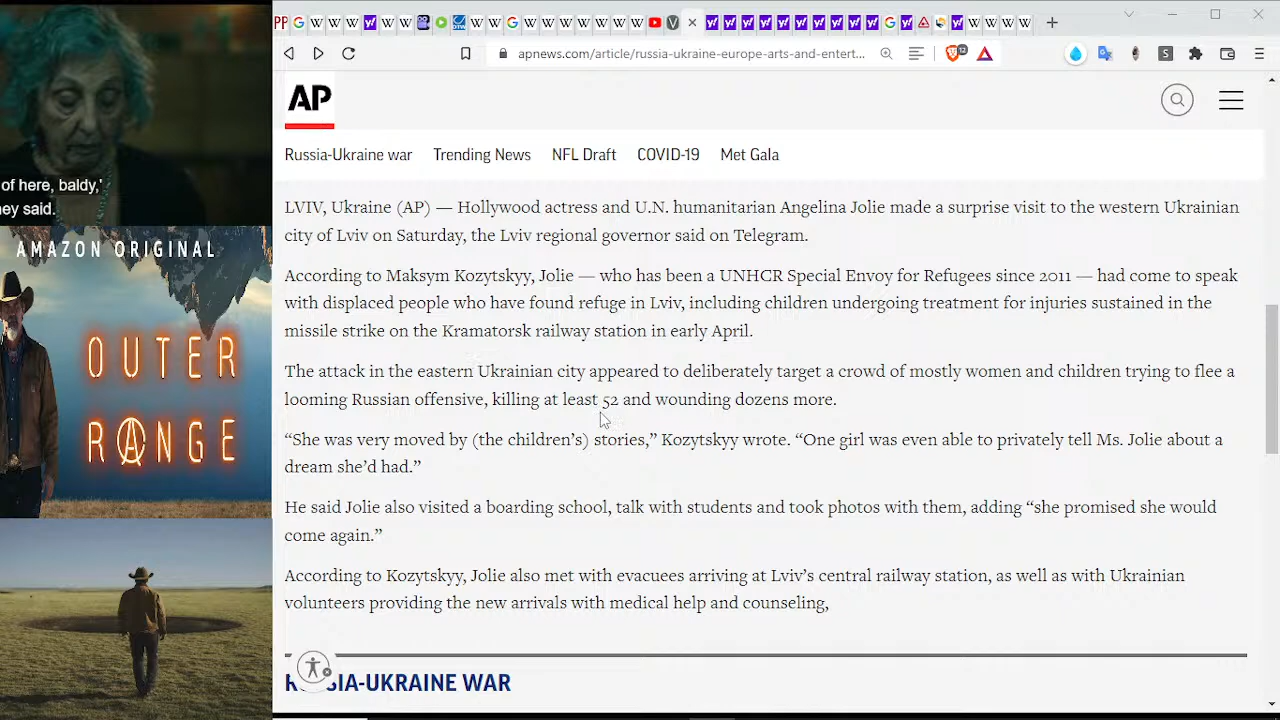 of here, baldy,'
ney said.
AMAZON ORIGINAL
OUTER
RANGE
apnews.com/article/russia-ukraine-europe-arts-and-entert...
AP
Russia-Ukraine war Trending News NFL Draft COVID-19 Met Gala
LVIV, Ukraine (AP) — Hollywood actress and U.N. humanitarian Angelina Jolie made a surprise visit to the western Ukrainian
city of Lviv on Saturday, the Lviv regional governor said on Telegram.
According to Maksym Kozytskyy, Jolie — who has been a UNHCR Special Envoy for Refugees since 2011 — had come to speak
with displaced people who have found refuge in Lviv, including children undergoing treatment for injuries sustained in the
missile strike on the Kramatorsk railway station in early April.
The attack in the eastern Ukrainian city appeared to deliberately target a crowd of mostly women and children trying to flee a
looming Russian offensive, killing at least 52 and wounding dozens more.
“She was very moved by (the children’s) stories,” Kozytskyy wrote. “One girl was even able to privately tell Ms. Jolie about a
dream she’d had.”
He said Jolie also visited a boarding school, talk with students and took photos with them, adding “she promised she would
come again.”
According to Kozytskyy, Jolie also met with evacuees arriving at Lviv’s central railway station, as well as with Ukrainian
volunteers providing the new arrivals with medical help and counseling,
SIA-UKRAINE WAR